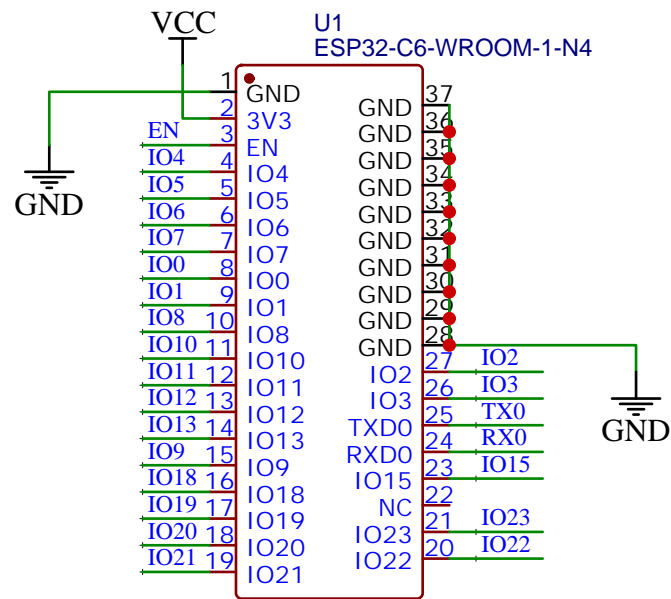 VCC
U1
ESP32-C6-WROOM-1-N4
1 GND
2 3V3
EN 3 EN
IO4 4 IO4
IO5 5 IO5
IO6 6 IO6
IO7 7 IO7
IO0 8 IO0
IO1 9 IO1
IO8 10 IO8
IO10 11 IO10
IO11 12 IO11
IO12 13 IO12
IO13 14 IO13
IO9 15 IO9
IO18 16 IO18
IO19 17 IO19
IO20 18 IO20
IO21 19 IO21
GND
GND 37
GND 36
GND 35
GND 34
GND 33
GND 32
GND 31
GND 30
GND 29
GND 28
IO2 27 IO2
IO3 26 IO3
TXD0 25 TX0
RXD0 24 RX0
IO15 23 IO15
NC 22
IO23 21 IO23
IO22 20 IO22
GND